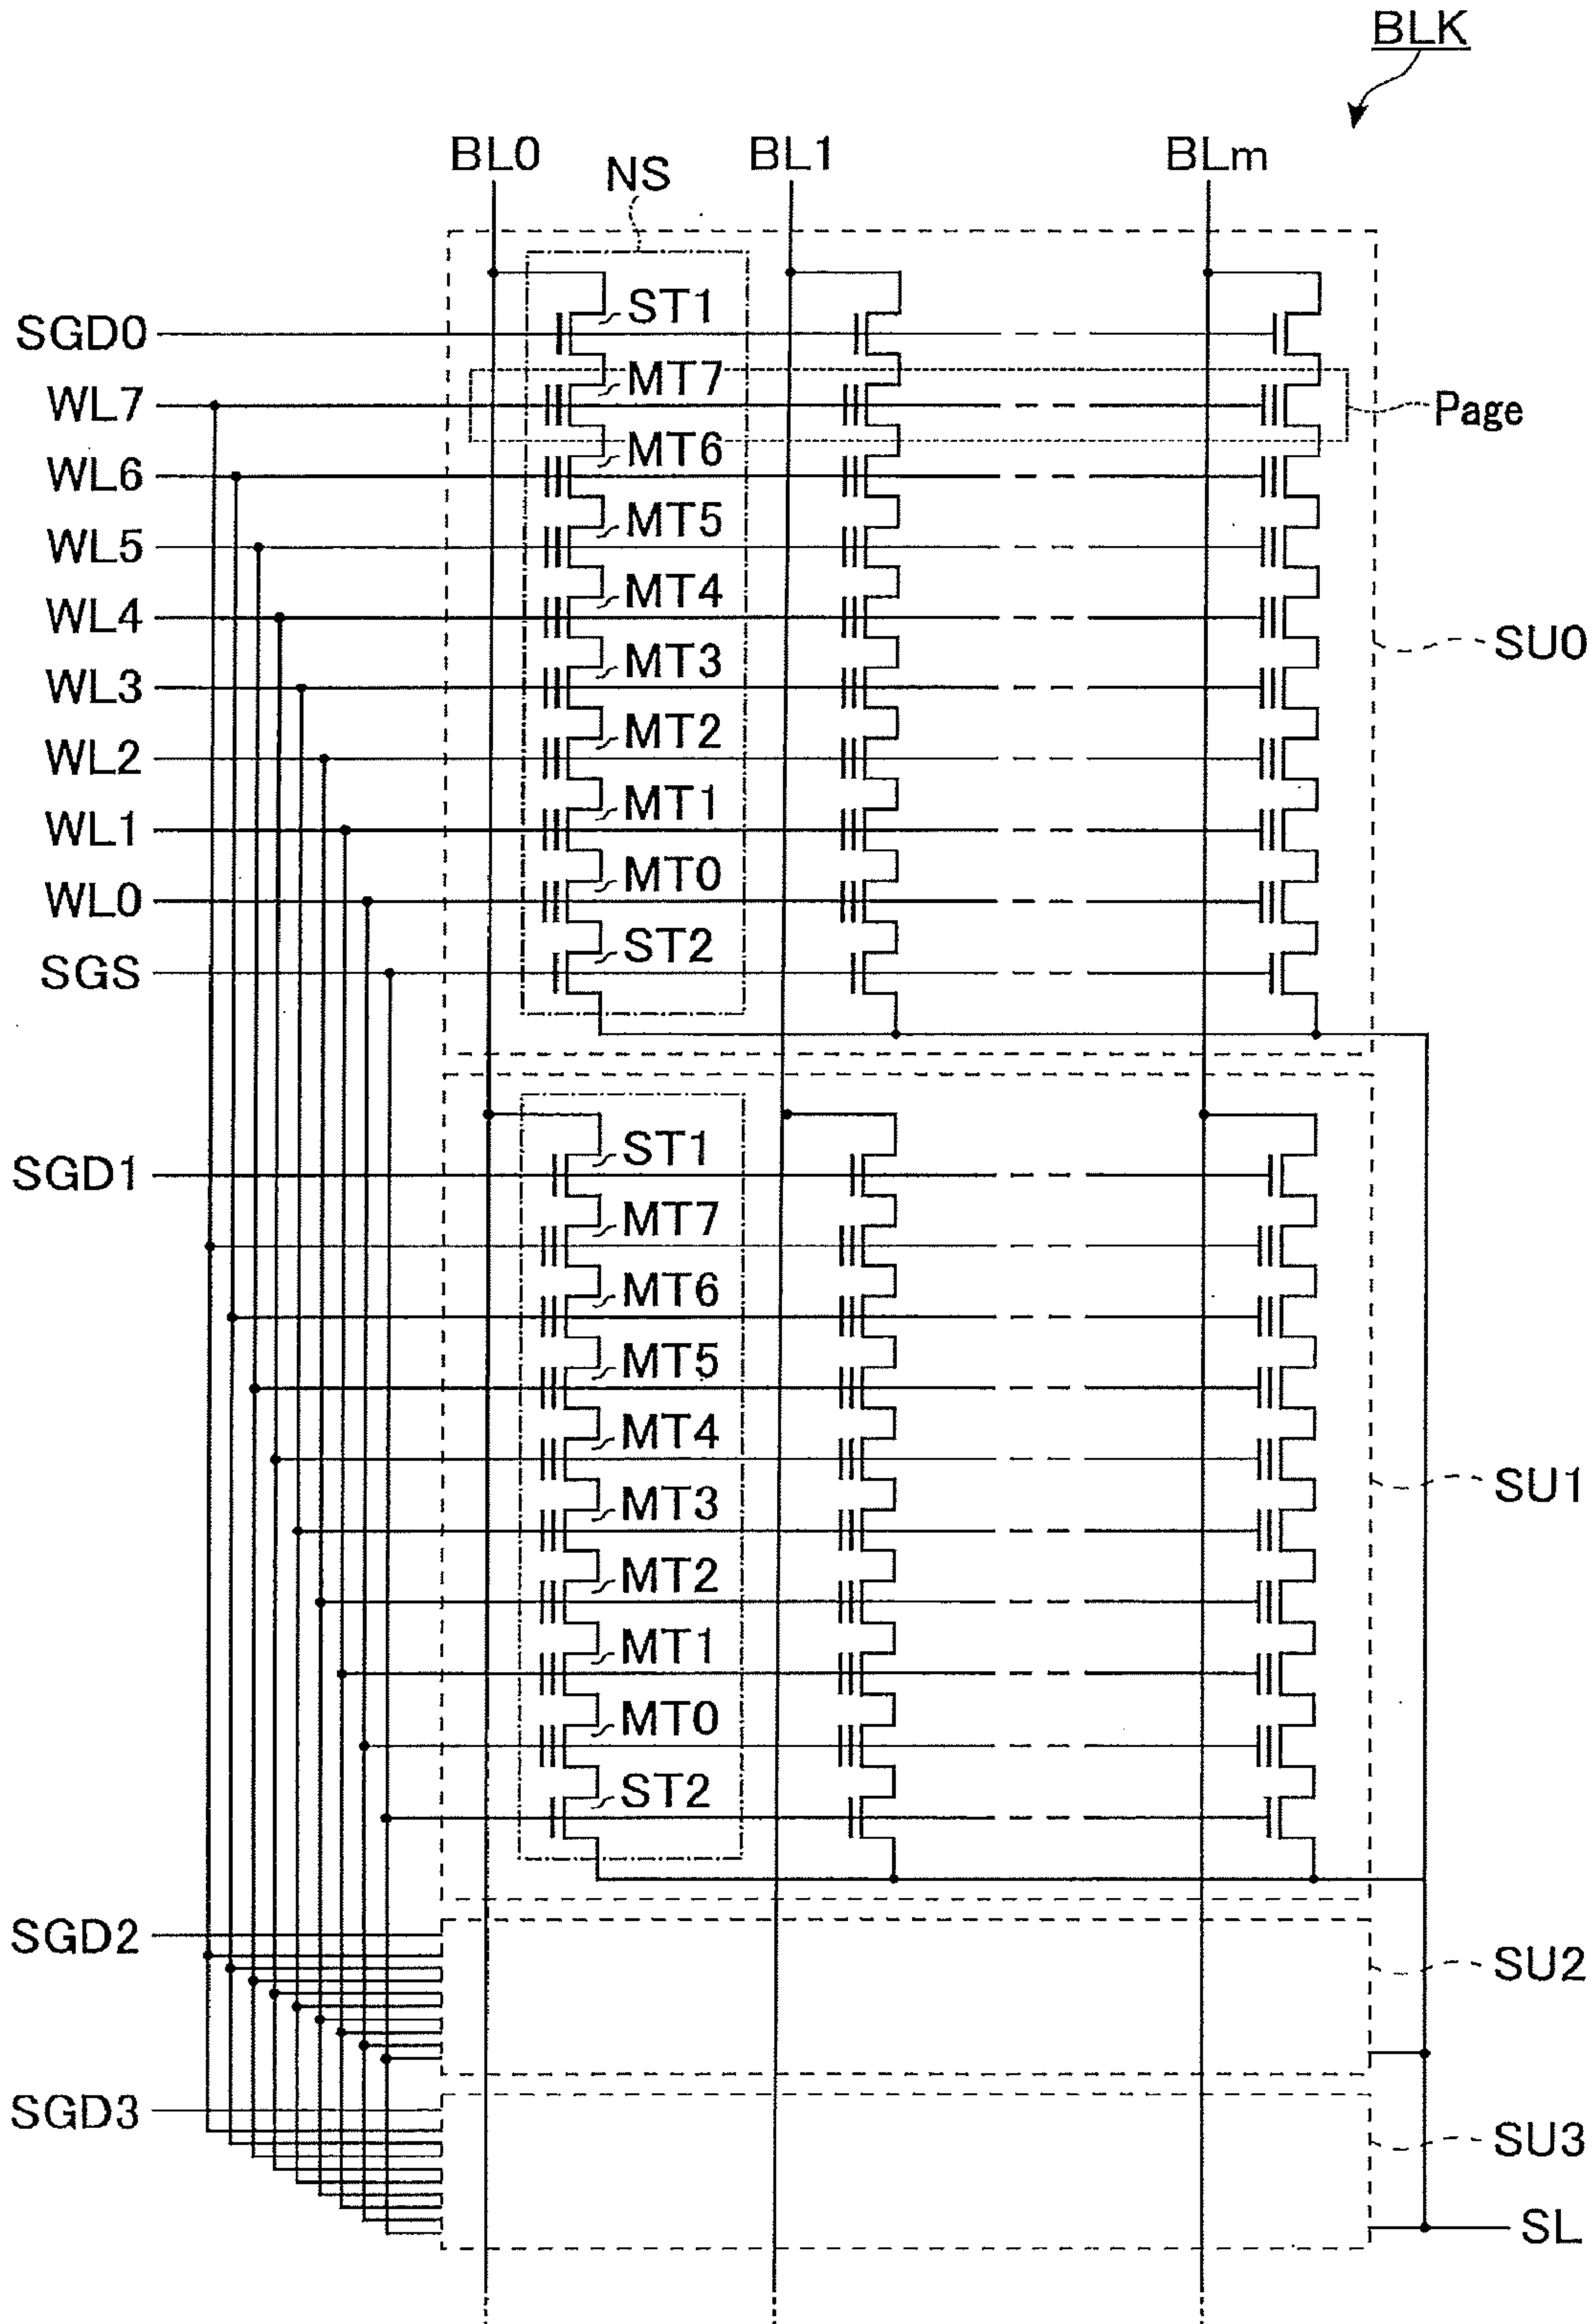 BLK
BL0 NS BL1 BLm
ST1
SGD0
MT7
WL7 Page
MT6
WL6
MT5
WL5
MT4
WL4
SU0
MT3
WL3
MT2
WL2
MT1
WL1
MT0
WL0
ST2
SGS
ST1
SGD1
MT7
MT6
MT5
MT4
SU1
MT3
MT2
MT1
MT0
ST2
SGD2
SU2
SGD3
SU3
SL